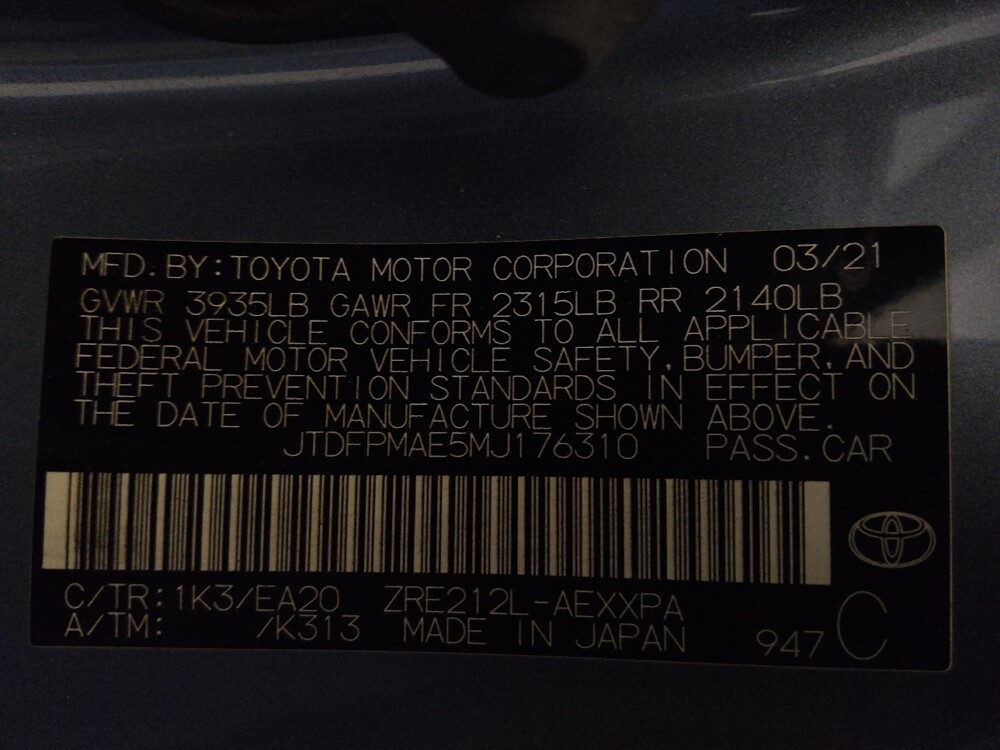 MFD. BY: TOYOTA MOTOR CORPORATION 03/21
GVWR 3935LB GAWR FR 2315LB RR 2140LB
THIS VEHICLE CONFORMS TO ALL APPLICABLE
FEDERAL MOTOR VEHICLE SAFETY, BUMPER, AND
THEFT PREVENTION STANDARDS IN EFFECT ON
THE DATE OF MANUFACTURE SHOWN ABOVE.
JTDFPMAE5MJ176310 PASS. CAR
C/TR: 1K3/EA20 ZRE212L-AEXXPA
A/TM: /K313 MADE IN JAPAN 947 C